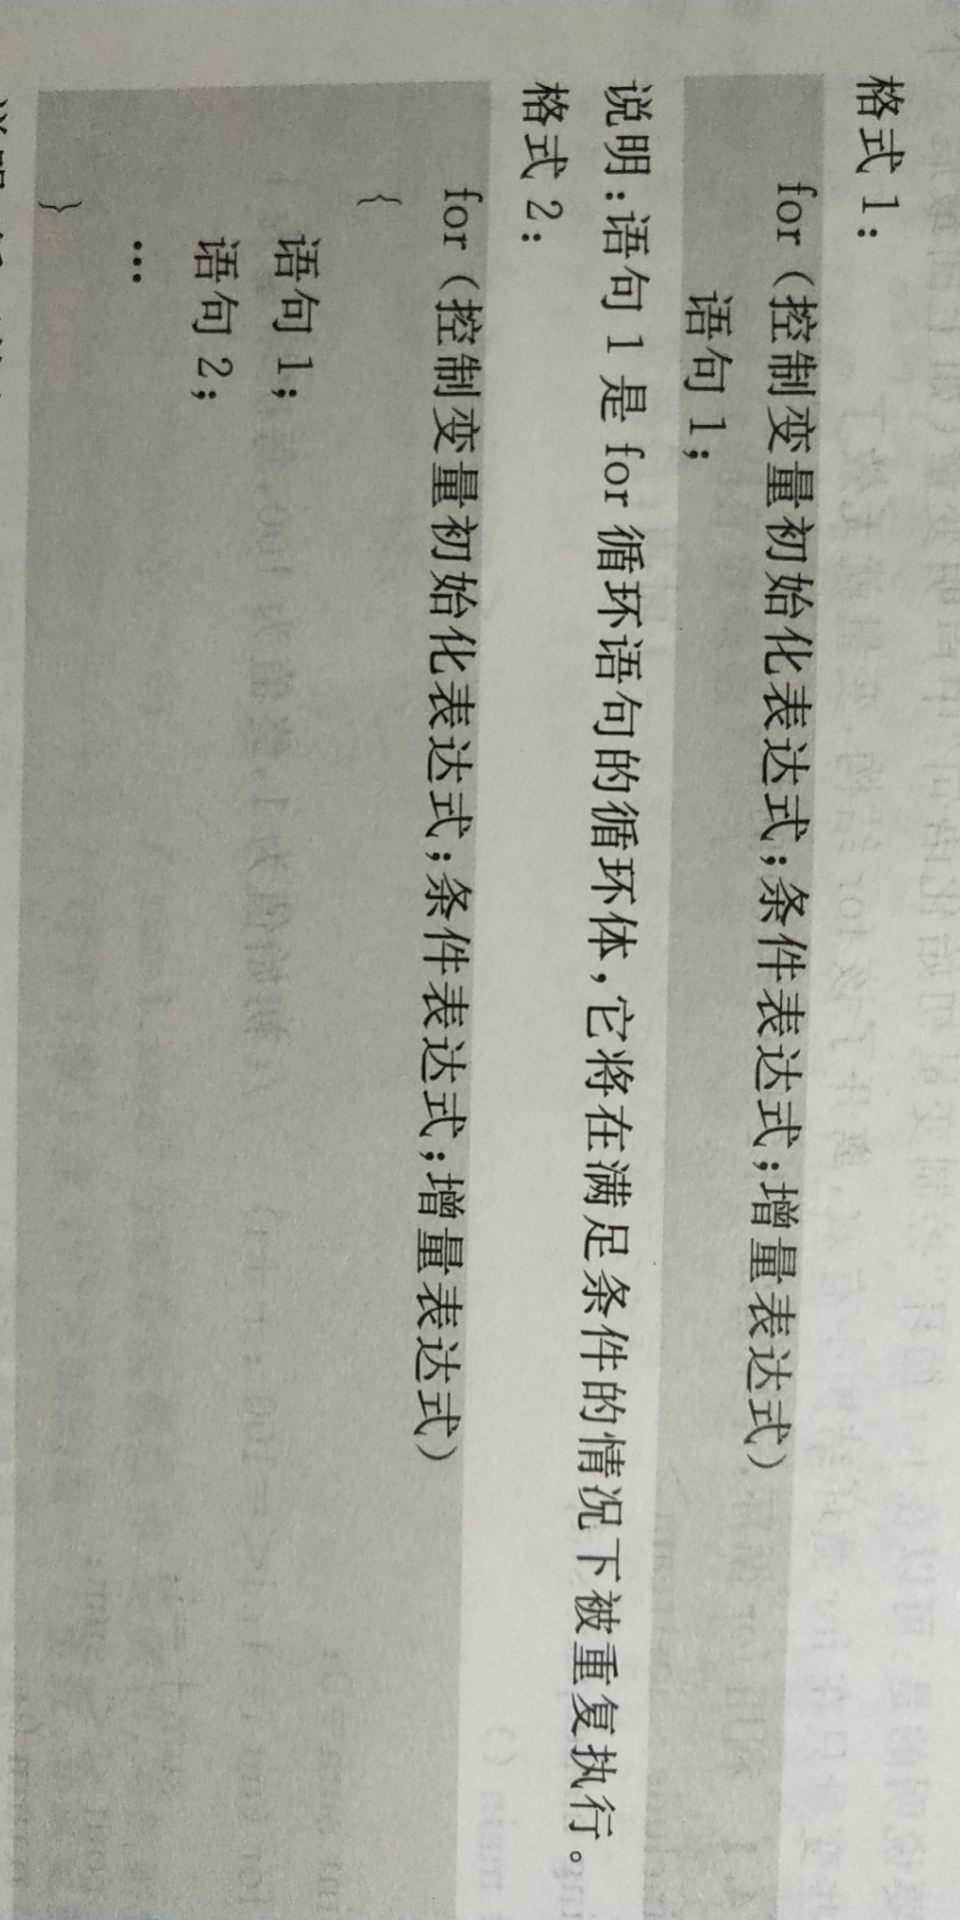 格式 1：
for（控制变量初始化表达式；条件表达式；增量表达式）
语句 1；
说明：语句 1 是 for 循环语句的循环体，它将在满足条件的情况下被重复执行。
格式 2：
for（控制变量初始化表达式；条件表达式；增量表达式）
{
语句 1；
语句 2；
…
}